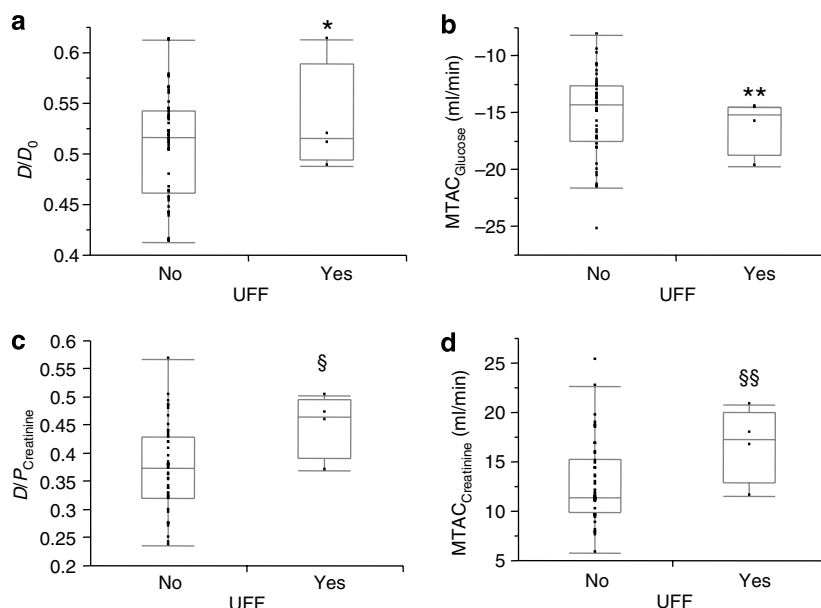 a
*
0.6
0.55
0.5
0.45
0.4
D/D0
No
Yes
UFF
b
**
−10
−15
−20
−25
MTACGlucose (ml/min)
No
Yes
UFF
c
§
0.6
0.55
0.5
0.45
0.4
0.35
0.3
0.25
0.2
D/PCreatinine
No
Yes
UFF
d
§§
25
20
15
10
5
MTACCreatinine (ml/min)
No
Yes
UFF